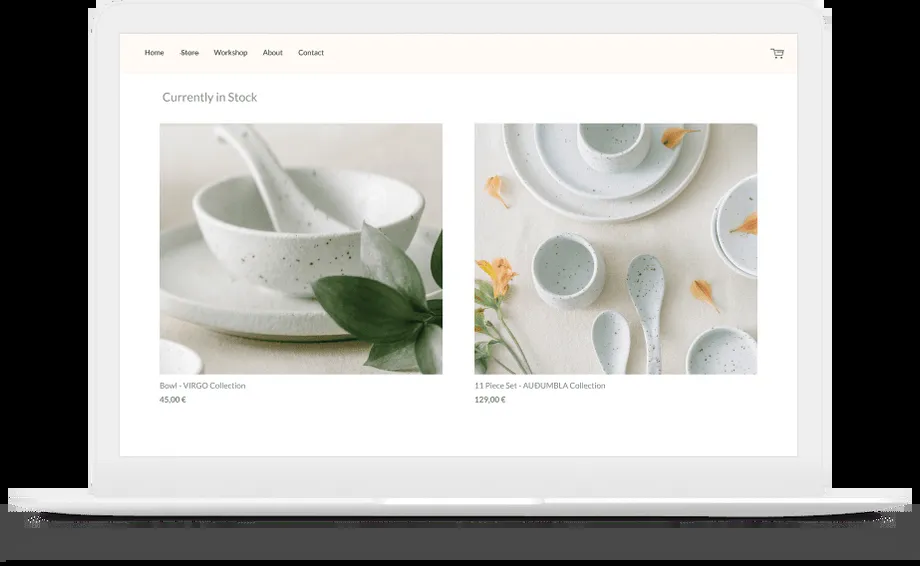 Home Store Workshop About Contact
Currently in Stock
Bowl - VIRGO Collection
45,00 €
11 Piece Set - AUÐUMBLA Collection
129,00 €